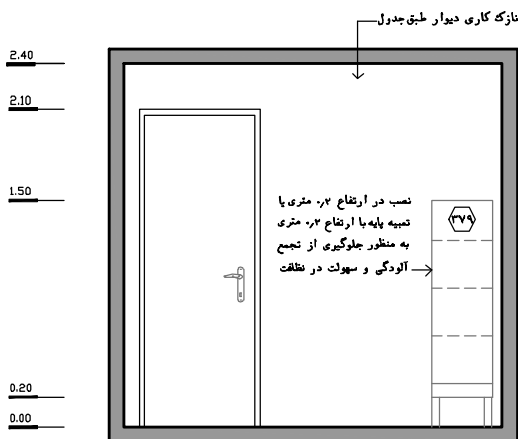 نازک کاری دیوار طبق جدول
2.40
2.10
1.50
نصب در ارتفاع ۰٫۲ متری یا
تعبیه پایه با ارتفاع ۰٫۲ متری
به منظور جلوگیری از تجمع
آلودگی و سهولت در نظافت
۳۷۹
0.20
0.00